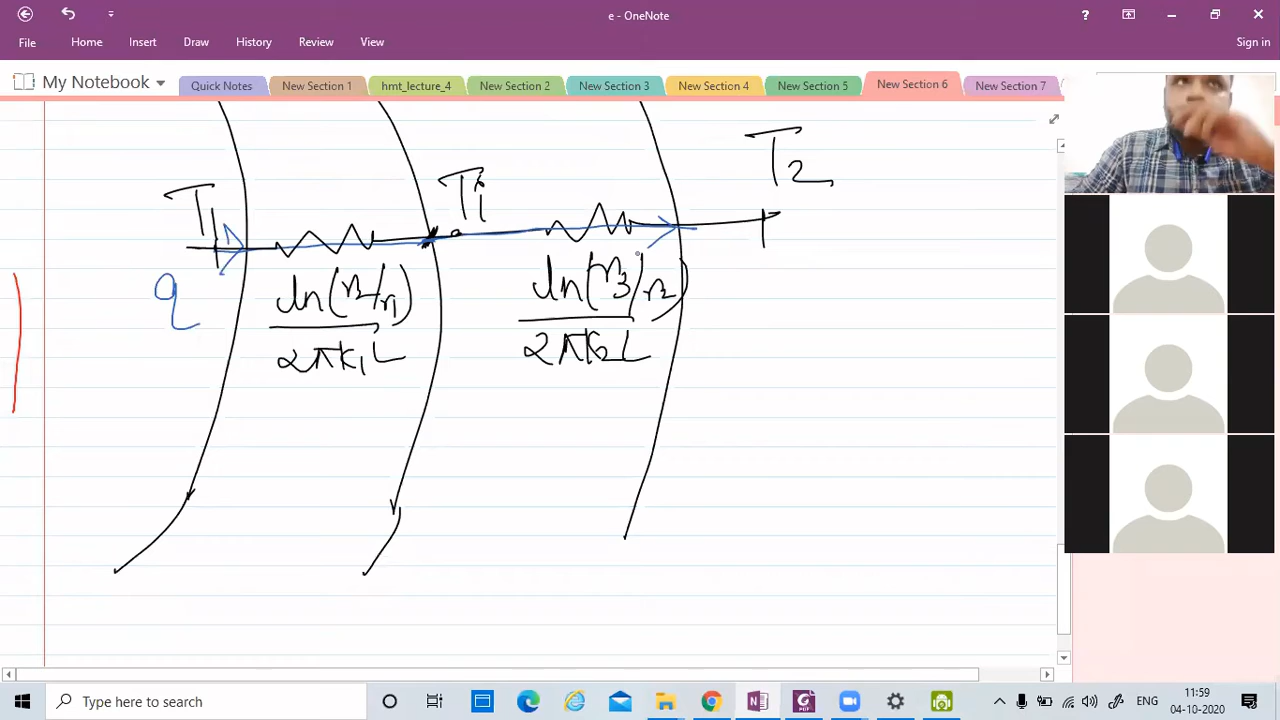 e - OneNote
File Home Insert Draw History Review View
Sign in
My Notebook
Quick Notes New Section 1 hmt_lecture_4 New Section 2 New Section 3 New Section 4 New Section 5 New Section 6 New Section 7
T2
T1 Ti
q
ln(r2/r1) ln(r3/r2)
2πk1L 2πk2L
Type here to search
ENG
1:59
04-10-2020